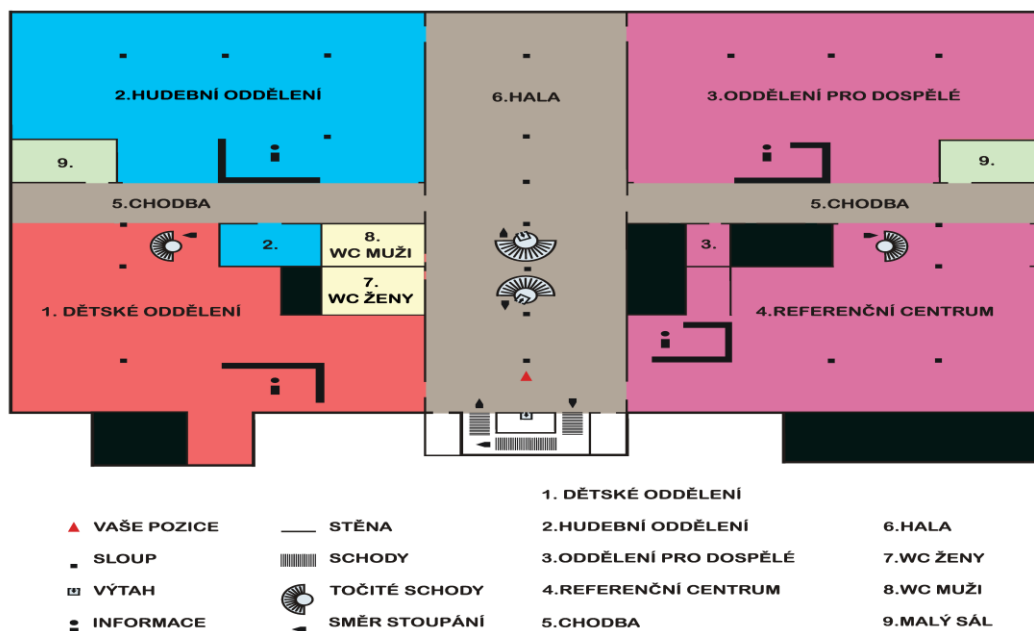 2.HUDEBNÍ ODDĚLENÍ
6.HALA
3.ODDĚLENÍ PRO DOSPĚLÉ
9.
9.
5.CHODBA
5.CHODBA
2.
8.
WC MUŽI
3.
7.
WC ŽENY
1. DĚTSKÉ ODDĚLENÍ
4.REFERENČNÍ CENTRUM
VAŠE POZICE
SLOUP
VÝTAH
INFORMACE
STĚNA
SCHODY
TOČITÉ SCHODY
SMĚR STOUPÁNÍ
1. DĚTSKÉ ODDĚLENÍ
2.HUDEBNÍ ODDĚLENÍ
3.ODDĚLENÍ PRO DOSPĚLÉ
4.REFERENČNÍ CENTRUM
5.CHODBA
6.HALA
7.WC ŽENY
8.WC MUŽI
9.MALÝ SÁL